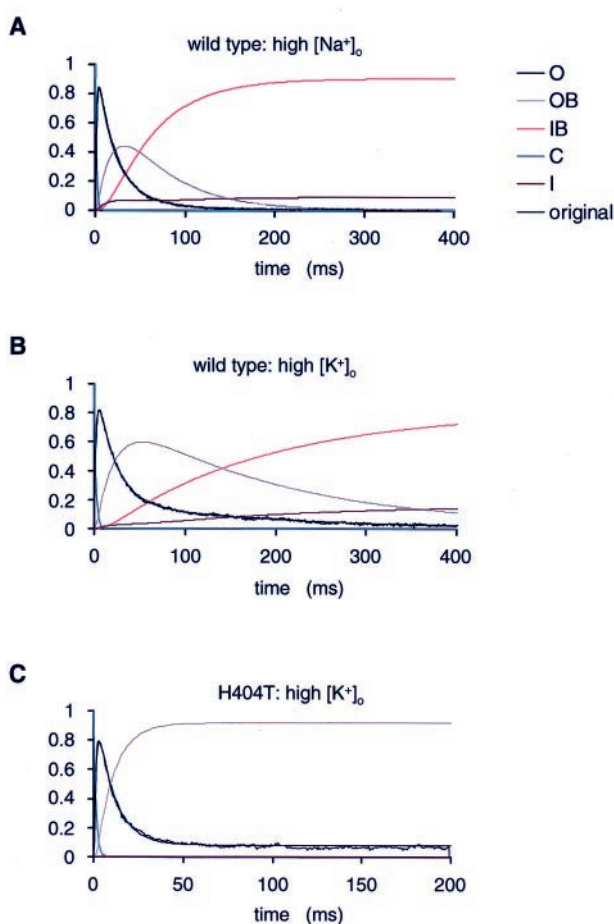 A
wild type: high [Na⁺]ₒ
1
0.8
0.6
0.4
0.2
0
0 100 200 300 400
time (ms)
O
OB
IB
C
I
original
B
wild type: high [K⁺]ₒ
1
0.8
0.6
0.4
0.2
0
0 100 200 300 400
time (ms)
C
H404T: high [K⁺]ₒ
1
0.8
0.6
0.4
0.2
0
0 50 100 150 200
time (ms)